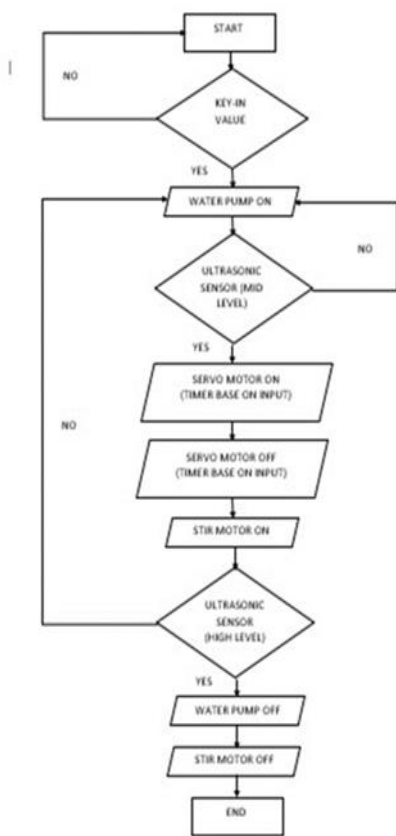 START
NO
KEY-IN
VALUE
YES
WATER PUMP ON
NO
ULTRASONIC
SENSOR (MID
LEVEL)
YES
SERVO MOTOR ON
(TIMER BASE ON INPUT)
NO
SERVO MOTOR OFF
(TIMER BASE ON INPUT)
STIR MOTOR ON
ULTRASONIC
SENSOR
(HIGH LEVEL)
YES
WATER PUMP OFF
STIR MOTOR OFF
END